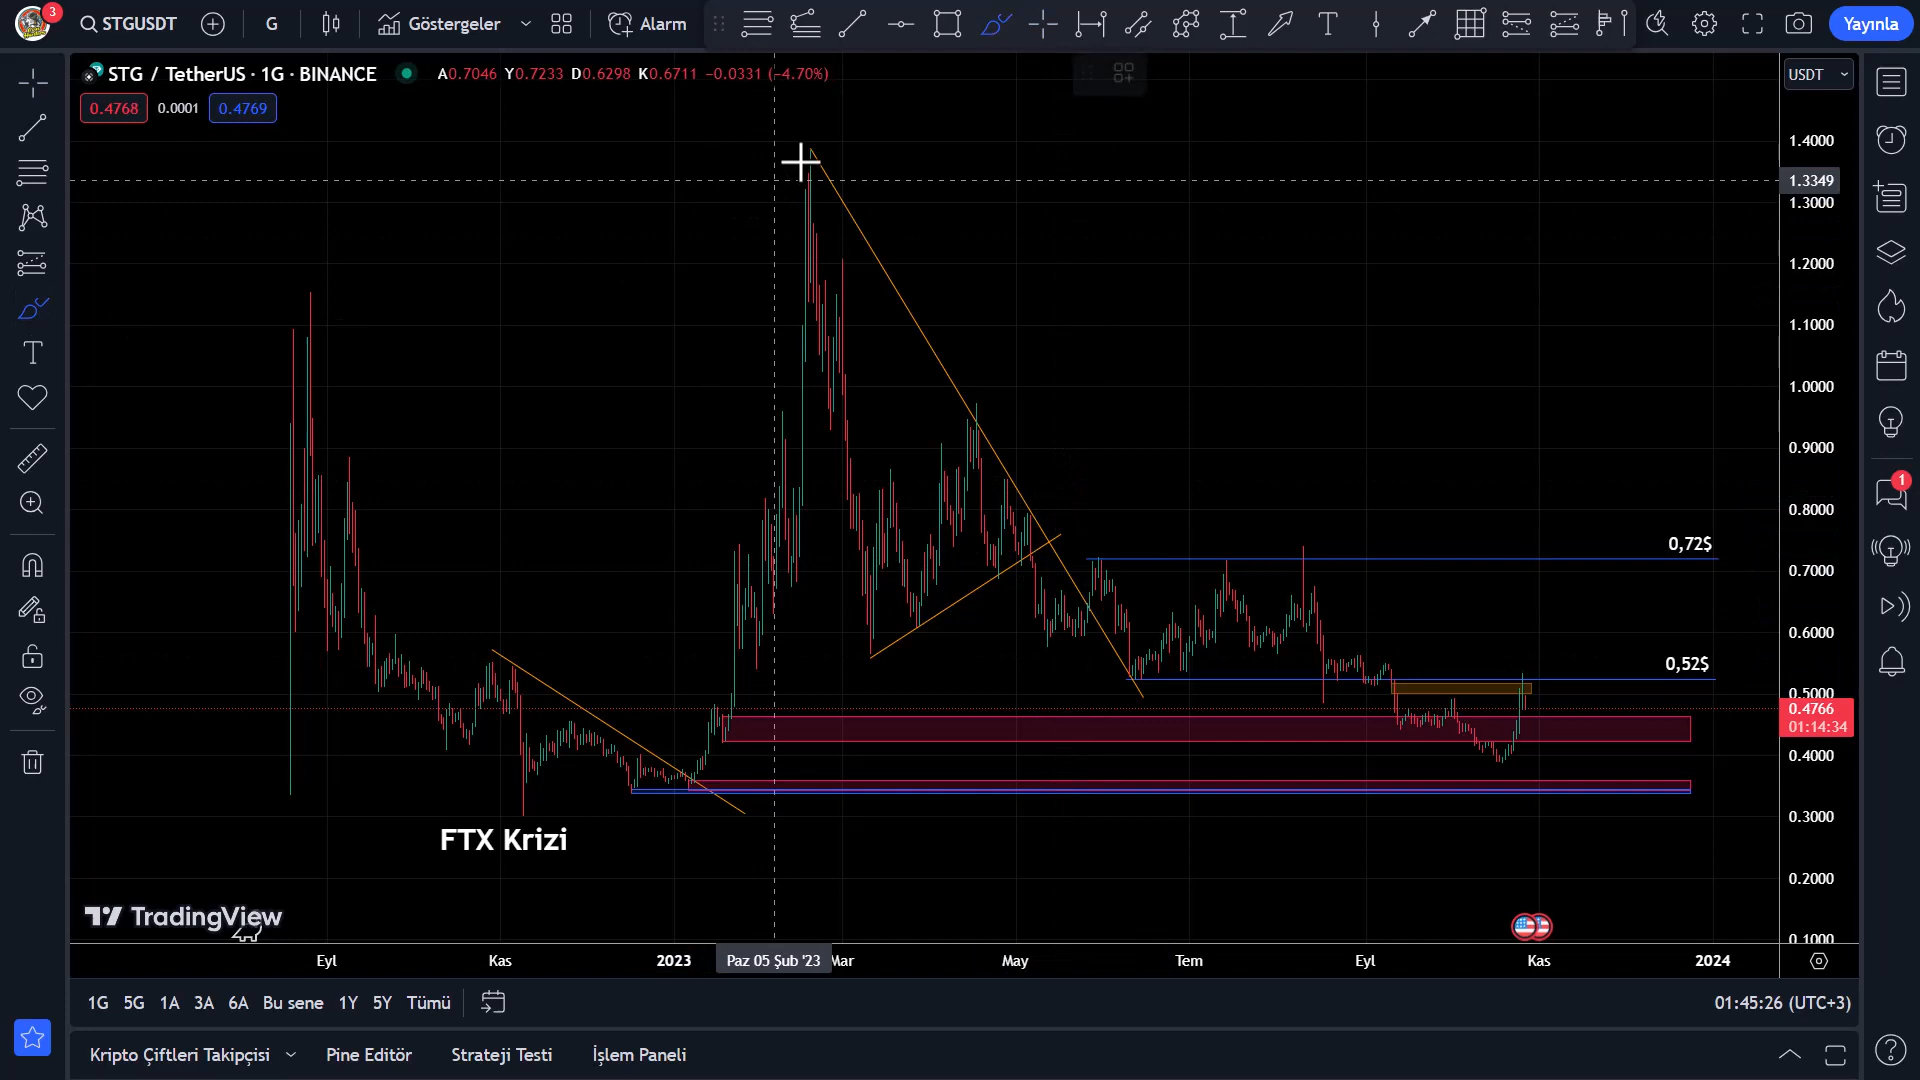 3
STGUSDT
G
Göstergeler
Alarm
Yayınla
STG / TetherUS · 1G · BINANCE
A0.7046 Y0.7233 D0.6298 K0.6711 −0.0331 (−4.70%)
USDT
0.4768
0.0001
0.4769
1.4000
1.3349
1.3000
1.2000
1.1000
1.0000
0.9000
0.8000
0,72$
0.7000
0.6000
0,52$
0.5000
0.4766
01:14:34
0.4000
0.3000
0.2000
0.1000
1
FTX Krizi
TradingView
Eyl
Kas
2023
Paz 05 Şub '23
Mar
May
Tem
Eyl
Kas
2024
1G 5G 1A 3A 6A Bu sene 1Y 5Y Tümü
01:45:26 (UTC+3)
Kripto Çiftleri Takipçisi
Pine Editör
Strateji Testi
İşlem Paneli